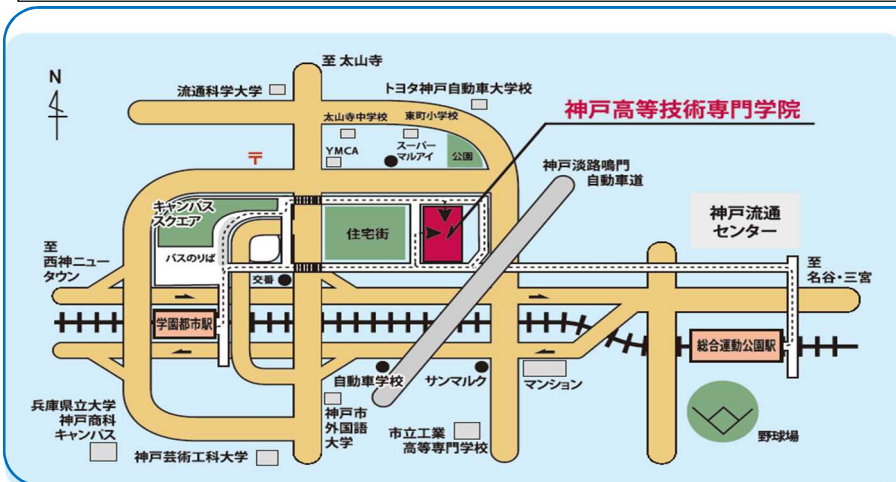 至 太山寺
N
流通科学大学
トヨタ神戸自動車大学校
神戸高等技術専門学院
太山寺中学校
東町小学校
〒
YMCA
スーパー
マルアイ
公園
神戸淡路鳴門
自動車道
キャンパス
スクエア
住宅街
神戸流通
センター
バスのりば
至
西神ニュー
タウン
交番
至
名谷・三宮
学園都市駅
総合運動公園駅
自動車学校
サンマルク
マンション
兵庫県立大学
神戸商科
キャンパス
神戸市
外国語
大学
市立工業
高等専門学校
野球場
神戸芸術工科大学